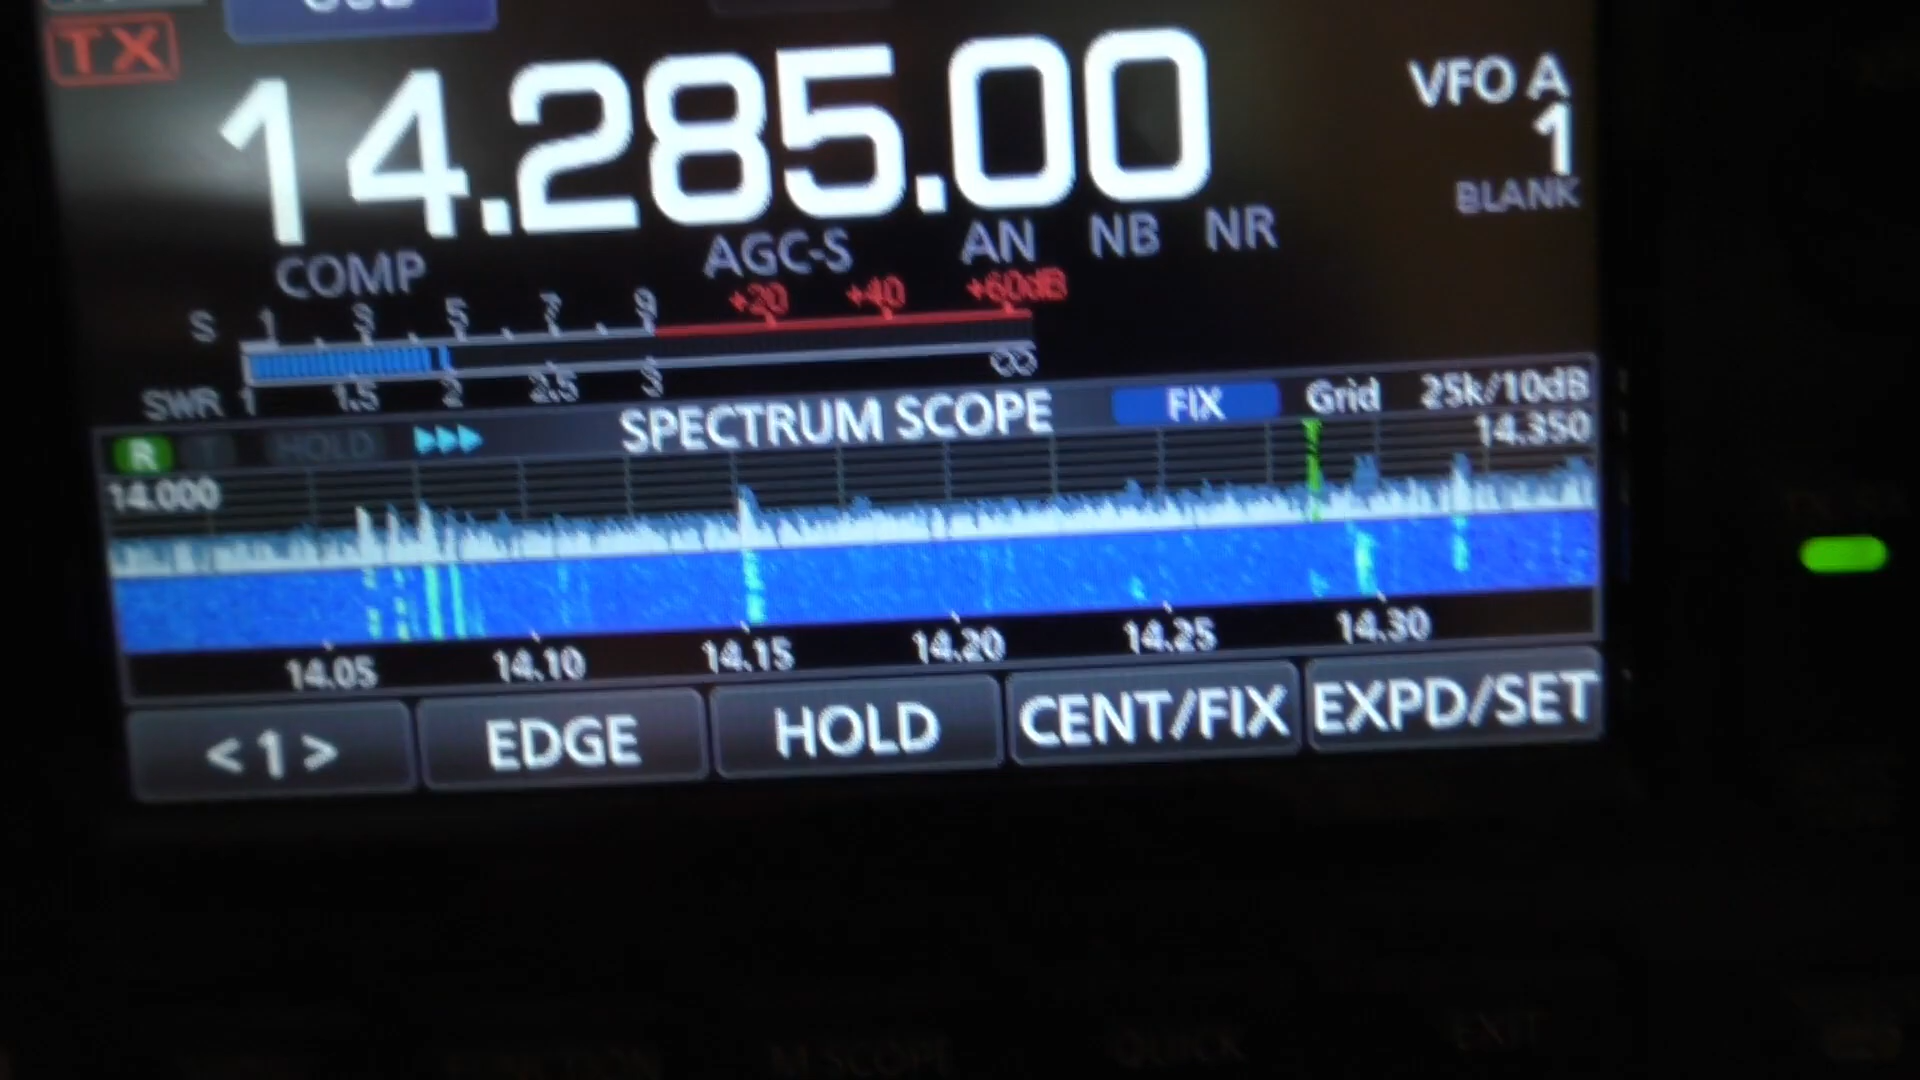 TX
14.285.00
VFO A
1
BLANK
COMP AGC-S AN NB NR
S 1 3 5 7 9 +20 +40 +60dB
SWR 1 1.5 2 2.5 3 ∞
R T HOLD SPECTRUM SCOPE FIX Grid 25k/10dB
14.000 14.350
14.05 14.10 14.15 14.20 14.25 14.30
<1> EDGE HOLD CENT/FIX EXPD/SET
QUICK EXIT